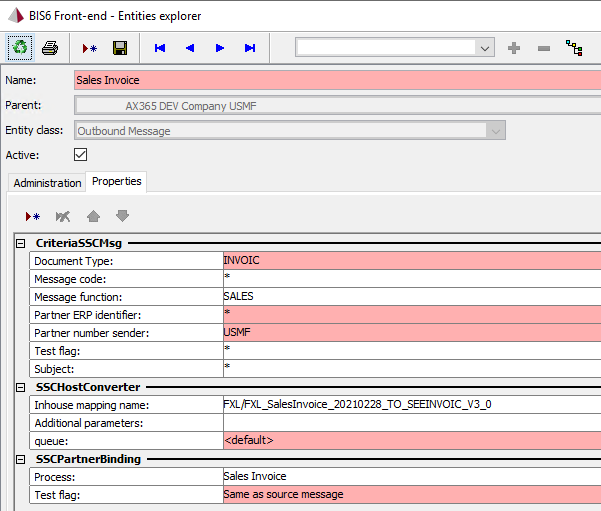 BIS6 Front-end - Entities explorer
Name: Sales Invoice
Parent: AX365 DEV Company USMF
Entity class: Outbound Message
Active:
Administration Properties
CriteriaSSCMsg
Document Type: INVOIC
Message code: *
Message function: SALES
Partner ERP identifier: *
Partner number sender: USMF
Test flag: *
Subject: *
SSCHostConverter
Inhouse mapping name: FXL/FXL_SalesInvoice_20210228_TO_SEEINVOIC_V3_0
Additional parameters:
queue: <default>
SSCPartnerBinding
Process: Sales Invoice
Test flag: Same as source message